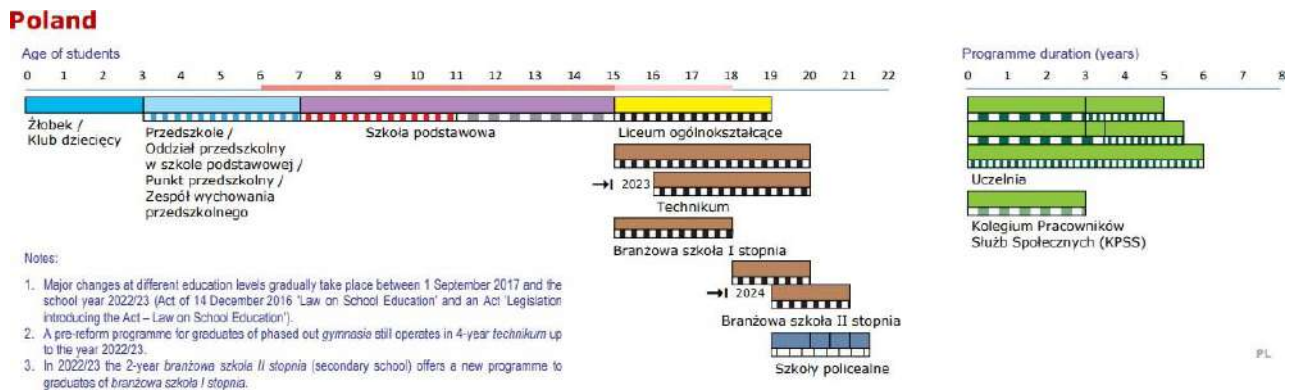 Poland
Age of students
0 1 2 3 4 5 6 7 8 9 10 11 12 13 14 15 16 17 18 19 20 21 22
Żłobek /
Klub dziecięcy
Przedszkole /
Oddział przedszkolny
w szkole podstawowej /
Punkt przedszkolny /
Zespół wychowania
przedszkolnego
Szkoła podstawowa
Liceum ogólnokształcące
2023
Technikum
Branżowa szkoła I stopnia
2024
Branżowa szkoła II stopnia
Szkoły policealne
Programme duration (years)
0 1 2 3 4 5 6 7 8
Uczelnia
Kolegium Pracowników
Służb Społecznych (KPSS)
Notes:
1. Major changes at different education levels gradually take place between 1 September 2017 and the
school year 2022/23 (Act of 14 December 2016 'Law on School Education' and an Act 'Legislation
introducing the Act – Law on School Education').
2. A pre-reform programme for graduates of phased out gymnasia still operates in 4-year technikum up
to the year 2022/23.
3. In 2022/23 the 2-year branżowa szkoła II stopnia (secondary school) offers a new programme to
graduates of branżowa szkoła I stopnia.
PL